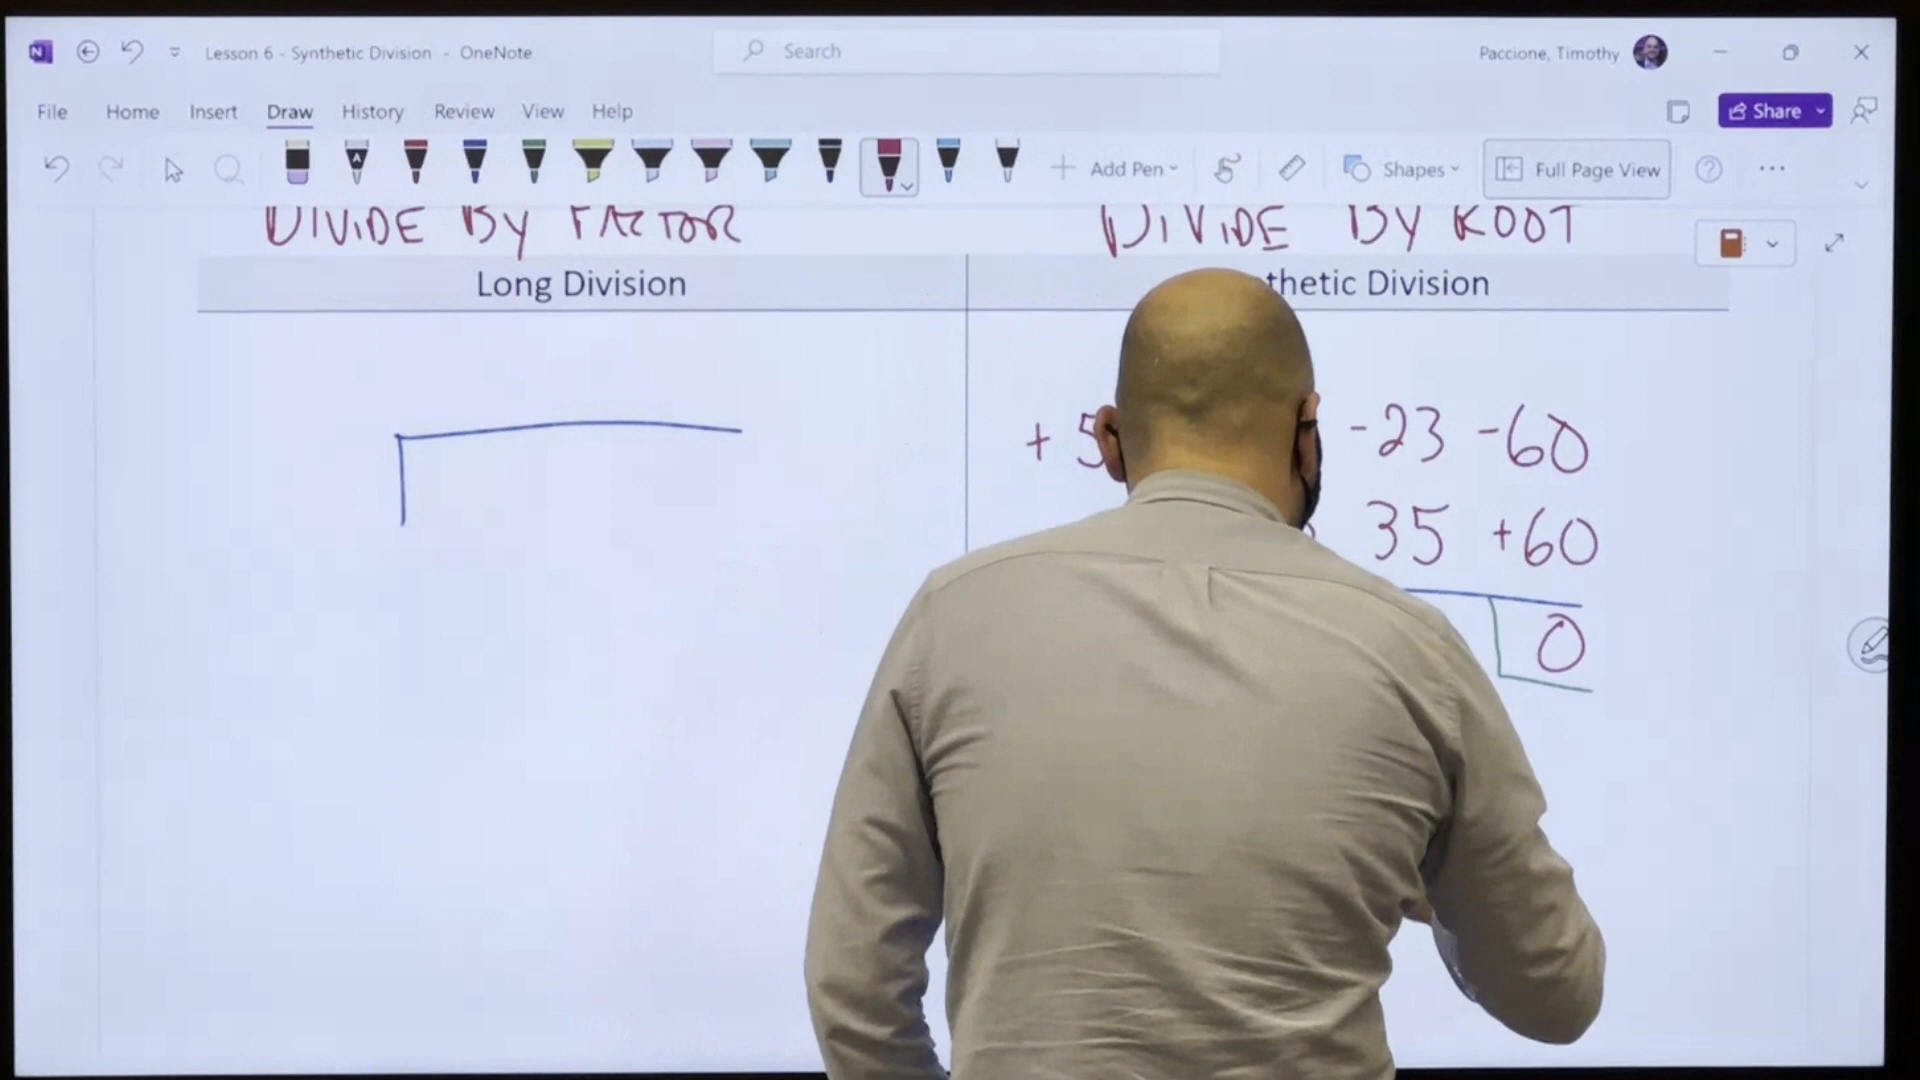 Lesson 6 - Synthetic Division - OneNote
Search
Paccione, Timothy
File Home Insert Draw History Review View Help
Share
A
Add Pen
Shapes
Full Page View
DIVIDE BY FACTOR
DIVIDE BY ROOT
Long Division
thetic Division
+ 5 -23 -60
35 +60
0